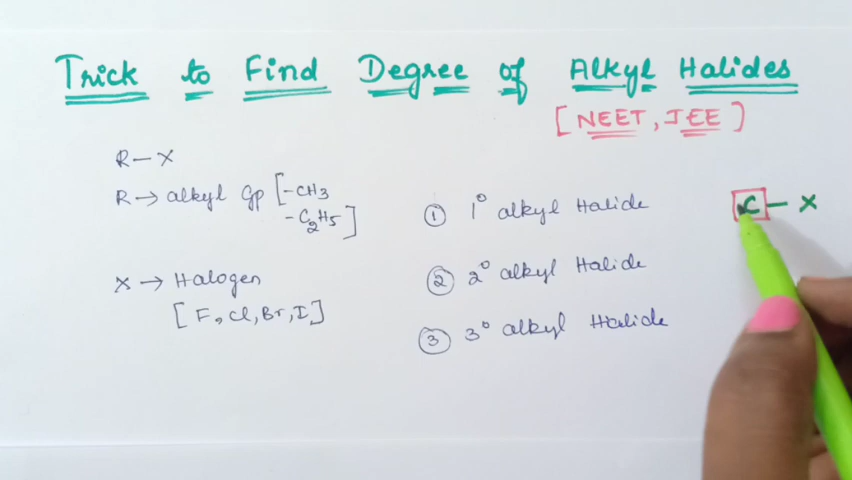 Trick to Find Degree of Alkyl Halides
[NEET, JEE]
R-X
R→ alkyl Gp [-CH3
-C2H5]
X → Halogen
[F, Cl, Br, I]
① 1° alkyl Halide
② 2° alkyl Halide
③ 3° alkyl Halide
C - X